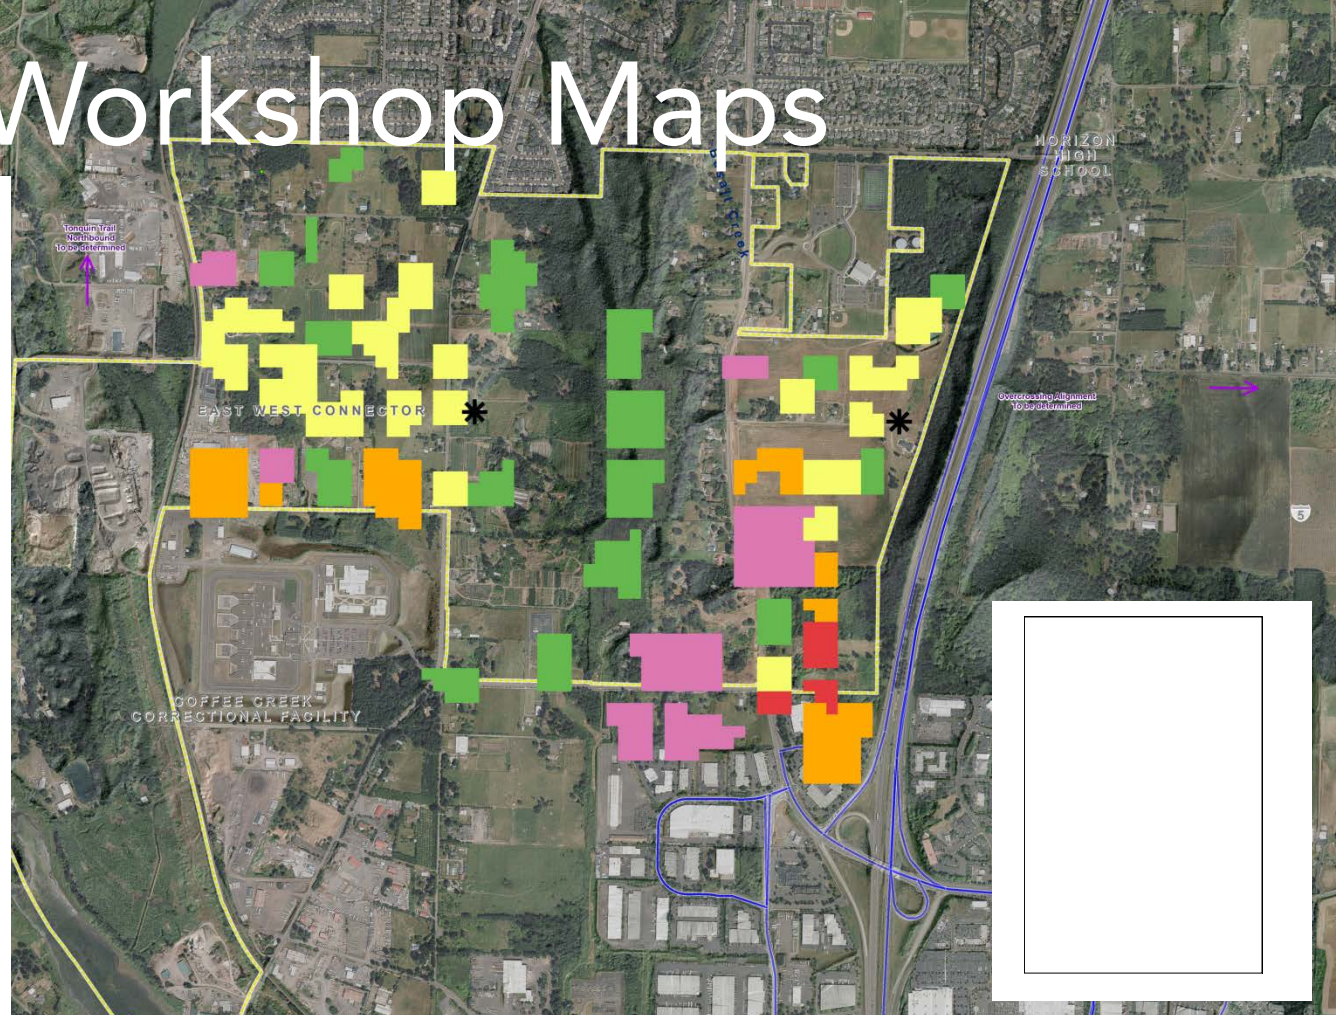 Workshop Maps
HORIZON
HIGH
SCHOOL
Tonquin Trail
Northbound
To be determined
Creek
EAST WEST CONNECTOR
Overcrossing Alignment
To be determined
5
COFFEE CREEK
CORRECTIONAL FACILITY